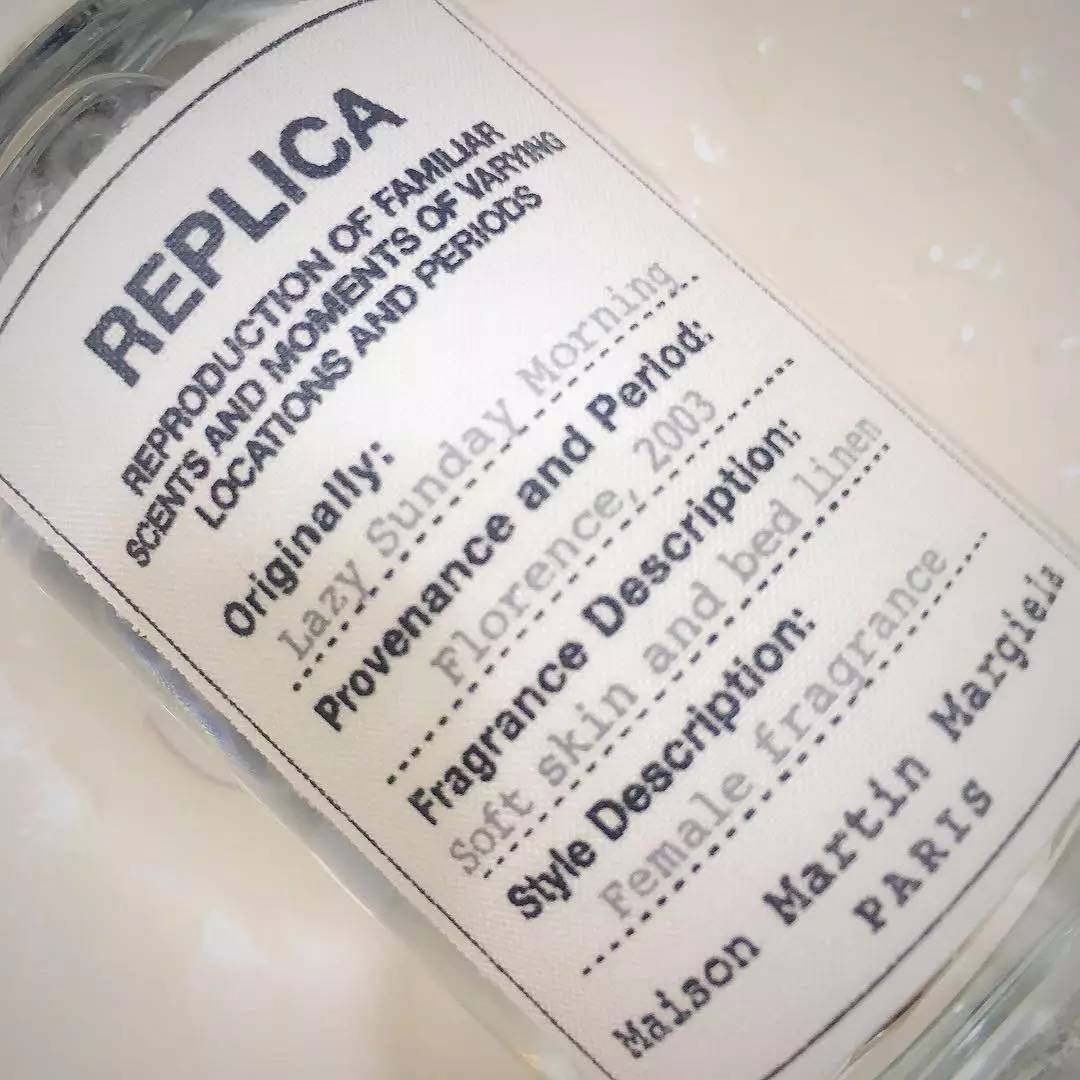 REPLICA
REPRODUCTION OF FAMILIAR
SCENTS AND MOMENTS OF VARYING
LOCATIONS AND PERIODS
Originally:
Lazy Sunday Morning
Provenance and Period:
Florence, 2003
Fragrance Description:
Soft skin and bed linen
Style Description:
Female fragrance
Maison Martin Margiela
PARIS